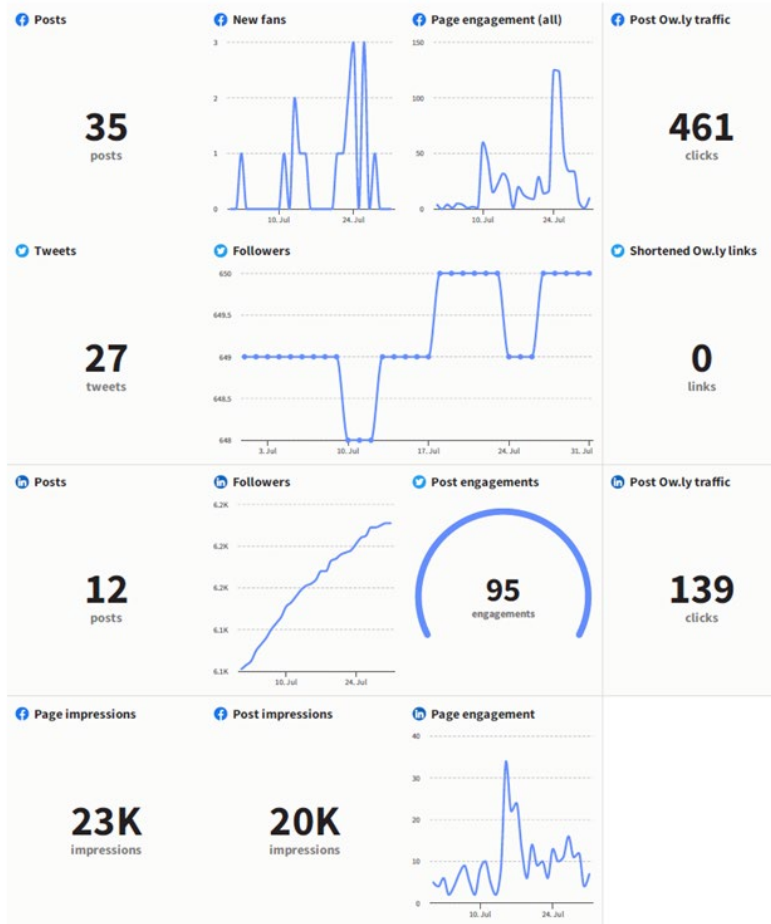 Posts
35
posts
New fans
3
2
1
0
10. Jul
24. Jul
Page engagement (all)
150
100
50
0
10. Jul
24. Jul
Post Ow.ly traffic
461
clicks
Tweets
27
tweets
Followers
650
649.5
649
648.5
648
3. Jul
10. Jul
17. Jul
24. Jul
31. Jul
Shortened Ow.ly links
0
links
Posts
12
posts
Followers
6.2K
6.2K
6.2K
6.1K
6.1K
10. Jul
24. Jul
Post engagements
95
engagements
Post Ow.ly traffic
139
clicks
Page impressions
23K
impressions
Post impressions
20K
impressions
Page engagement
40
30
20
10
0
10. Jul
24. Jul